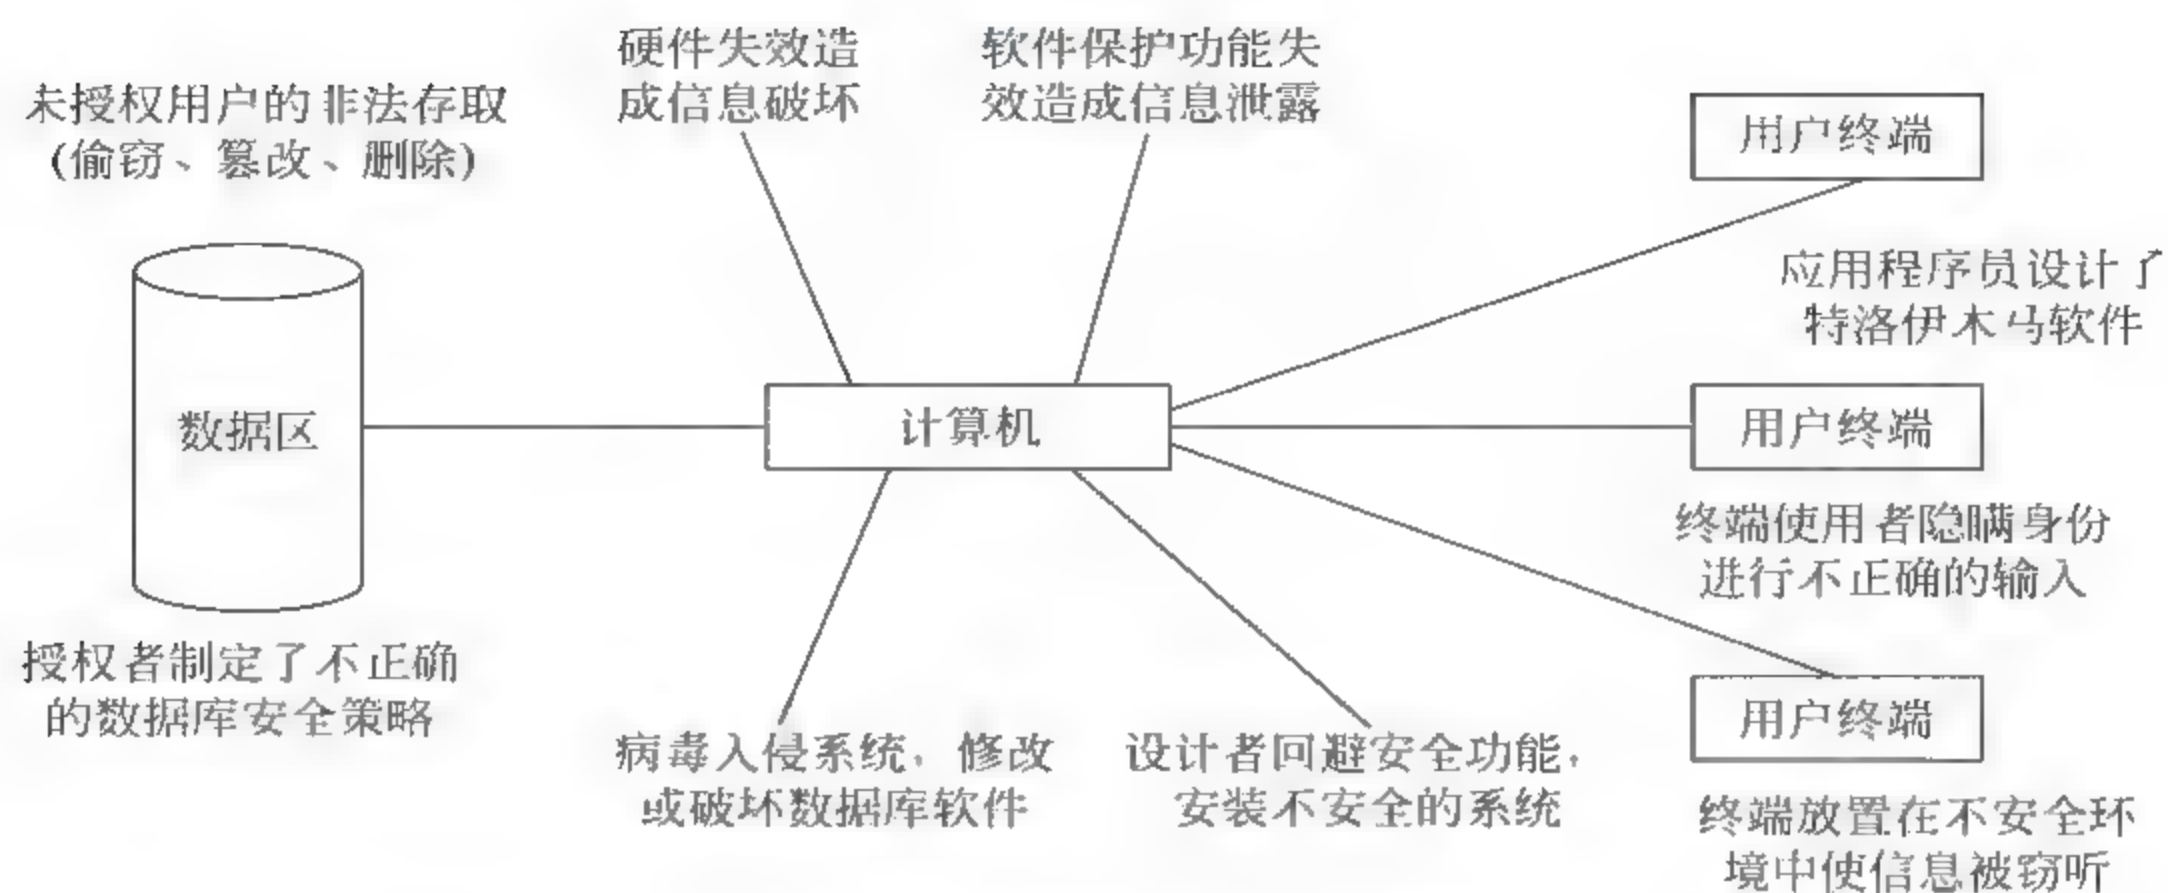 未授权用户的非法存取
(偷窃、篡改、删除)
硬件失效造
成信息破坏
软件保护功能失
效造成信息泄露
用户终端
应用程序员设计了
特洛伊木马软件
数据区
计算机
用户终端
终端使用者隐瞒身份
进行不正确的输入
授权者制定了不正确
的数据库安全策略
病毒入侵系统，修改
或破坏数据库软件
设计者回避安全功能，
安装不安全的系统
用户终端
终端放置在不安全环
境中使信息被窃听